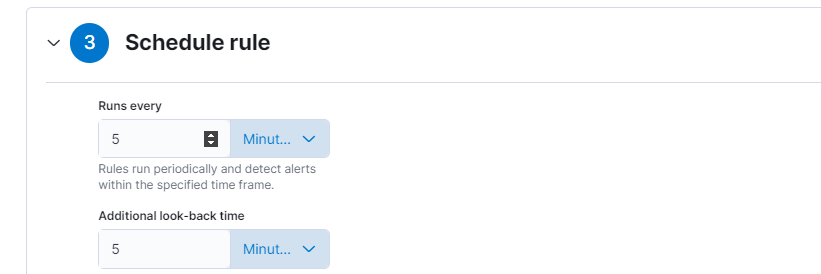 3 Schedule rule
Runs every
5 Minut...
Rules run periodically and detect alerts
within the specified time frame.
Additional look-back time
5 Minut...